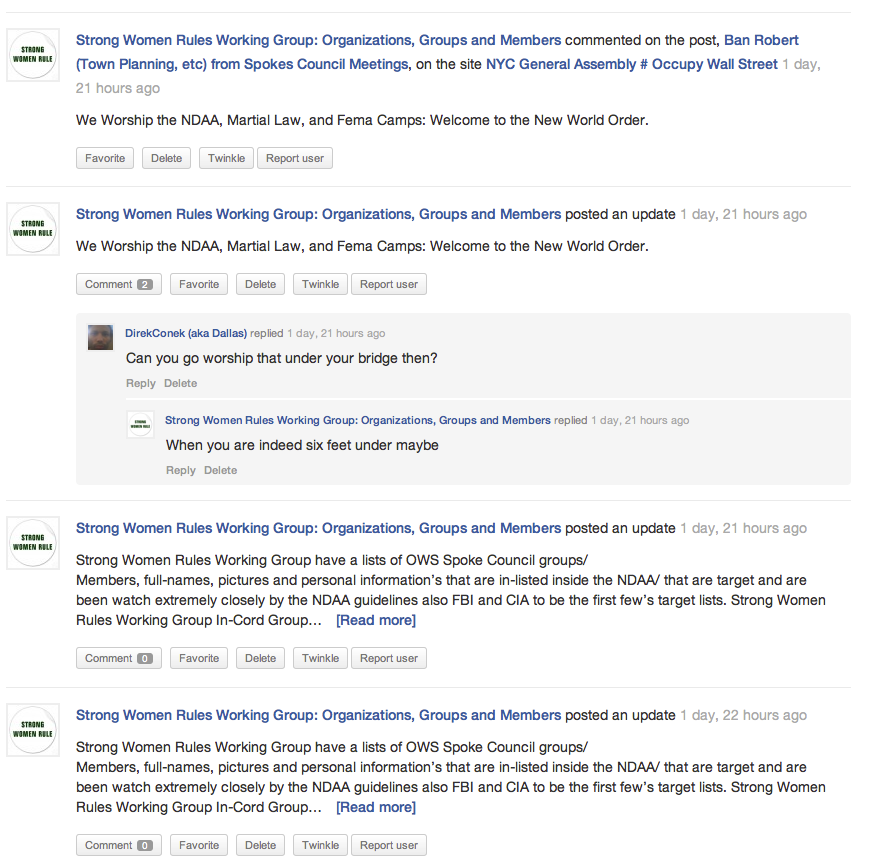 STRONG
WOMEN RULE
Strong Women Rules Working Group: Organizations, Groups and Members commented on the post, Ban Robert
(Town Planning, etc) from Spokes Council Meetings, on the site NYC General Assembly # Occupy Wall Street 1 day,
21 hours ago
We Worship the NDAA, Martial Law, and Fema Camps: Welcome to the New World Order.
Favorite Delete Twinkle Report user
STRONG
WOMEN RULE
Strong Women Rules Working Group: Organizations, Groups and Members posted an update 1 day, 21 hours ago
We Worship the NDAA, Martial Law, and Fema Camps: Welcome to the New World Order.
Comment 2 Favorite Delete Twinkle Report user
DirekConek (aka Dallas) replied 1 day, 21 hours ago
Can you go worship that under your bridge then?
Reply Delete
STRONG
WOMEN RULE
Strong Women Rules Working Group: Organizations, Groups and Members replied 1 day, 21 hours ago
When you are indeed six feet under maybe
Reply Delete
STRONG
WOMEN RULE
Strong Women Rules Working Group: Organizations, Groups and Members posted an update 1 day, 21 hours ago
Strong Women Rules Working Group have a lists of OWS Spoke Council groups/
Members, full-names, pictures and personal information's that are in-listed inside the NDAA/ that are target and are
been watch extremely closely by the NDAA guidelines also FBI and CIA to be the first few's target lists. Strong Women
Rules Working Group In-Cord Group… [Read more]
Comment 0 Favorite Delete Twinkle Report user
STRONG
WOMEN RULE
Strong Women Rules Working Group: Organizations, Groups and Members posted an update 1 day, 22 hours ago
Strong Women Rules Working Group have a lists of OWS Spoke Council groups/
Members, full-names, pictures and personal information's that are in-listed inside the NDAA/ that are target and are
been watch extremely closely by the NDAA guidelines also FBI and CIA to be the first few's target lists. Strong Women
Rules Working Group In-Cord Group… [Read more]
Comment 0 Favorite Delete Twinkle Report user